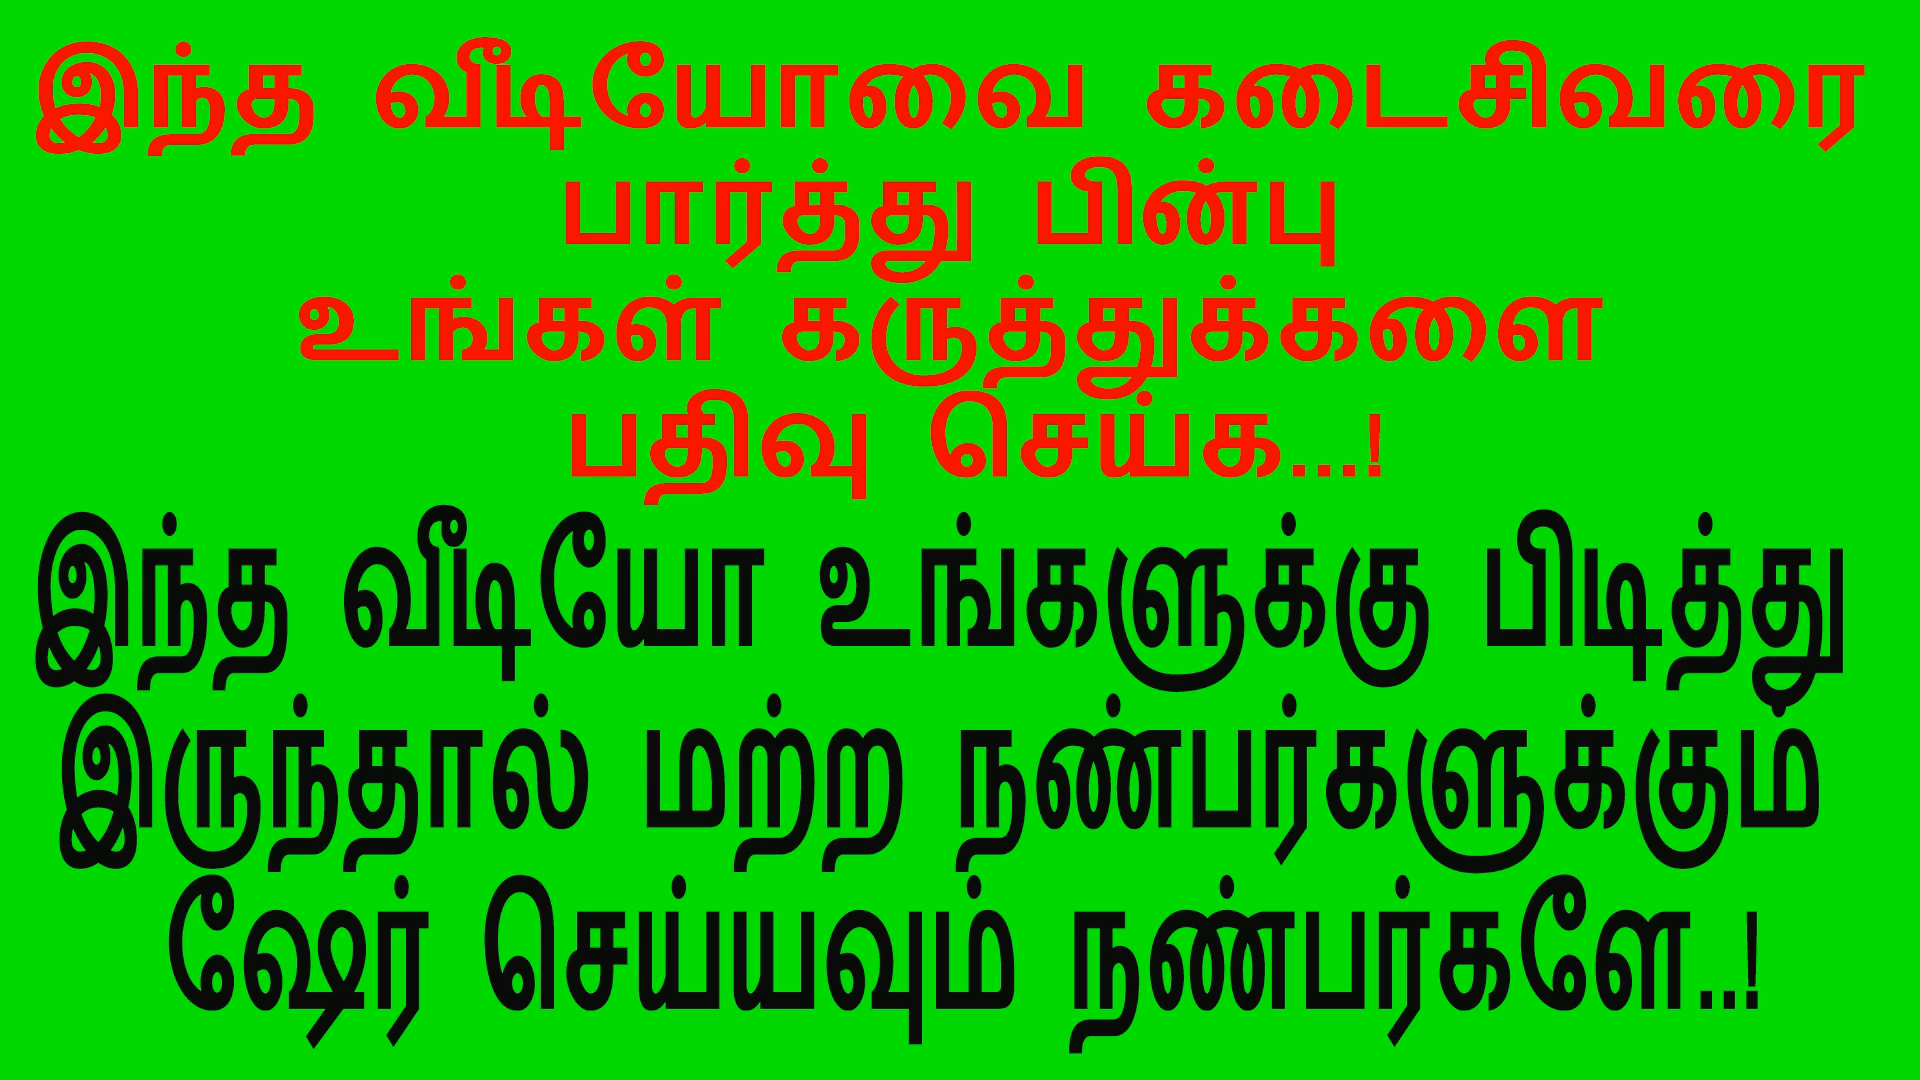 இந்த வீடியோவை கடைசிவரை
பார்த்து பின்பு
உங்கள் கருத்துக்களை
பதிவு செய்க...!
இந்த வீடியோ உங்களுக்கு பிடித்து
இருந்தால் மற்ற நண்பர்களுக்கும்
ஷேர் செய்யவும் நண்பர்களே..!